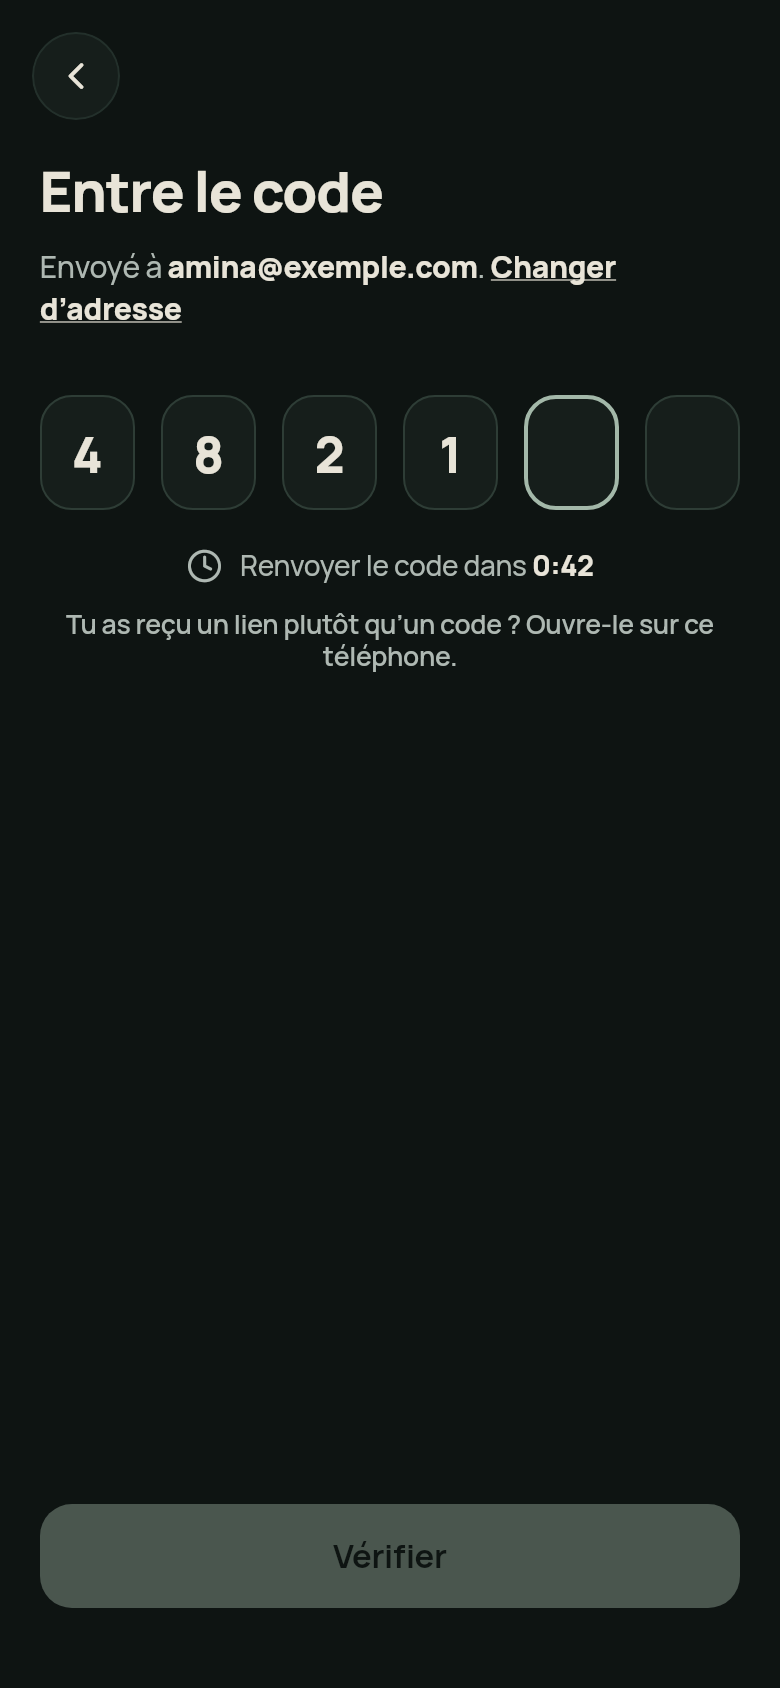 Entre le code
Envoyé à amina@exemple.com. Changer
d’adresse
4 8 2 1
Renvoyer le code dans 0:42
Tu as reçu un lien plutôt qu’un code ? Ouvre-le sur ce
téléphone.
Vérifier